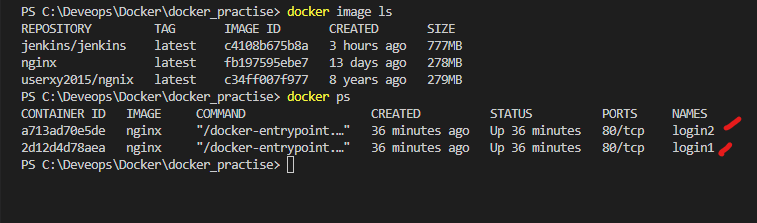 PS C:\Deveops\Docker\docker_practise> docker image ls
REPOSITORY TAG IMAGE ID CREATED SIZE
jenkins/jenkins latest c4108b675b8a 3 hours ago 777MB
nginx latest fb197595ebe7 13 days ago 278MB
userxy2015/ngnix latest c34ff007f977 8 years ago 279MB
PS C:\Deveops\Docker\docker_practise> docker ps
CONTAINER ID IMAGE COMMAND CREATED STATUS PORTS NAMES
a713ad70e5de nginx "/docker-entrypoint.…" 36 minutes ago Up 36 minutes 80/tcp login2
2d12d4d78aea nginx "/docker-entrypoint.…" 36 minutes ago Up 36 minutes 80/tcp login1
PS C:\Deveops\Docker\docker_practise>